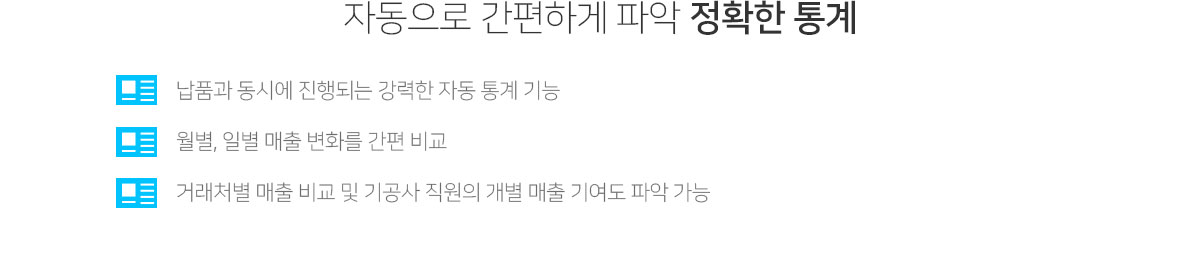 자동으로 간편하게 파악 정확한 통계
납품과 동시에 진행되는 강력한 자동 통계 기능
월별, 일별 매출 변화를 간편 비교
거래처별 매출 비교 및 기공사 직원의 개별 매출 기여도 파악 가능